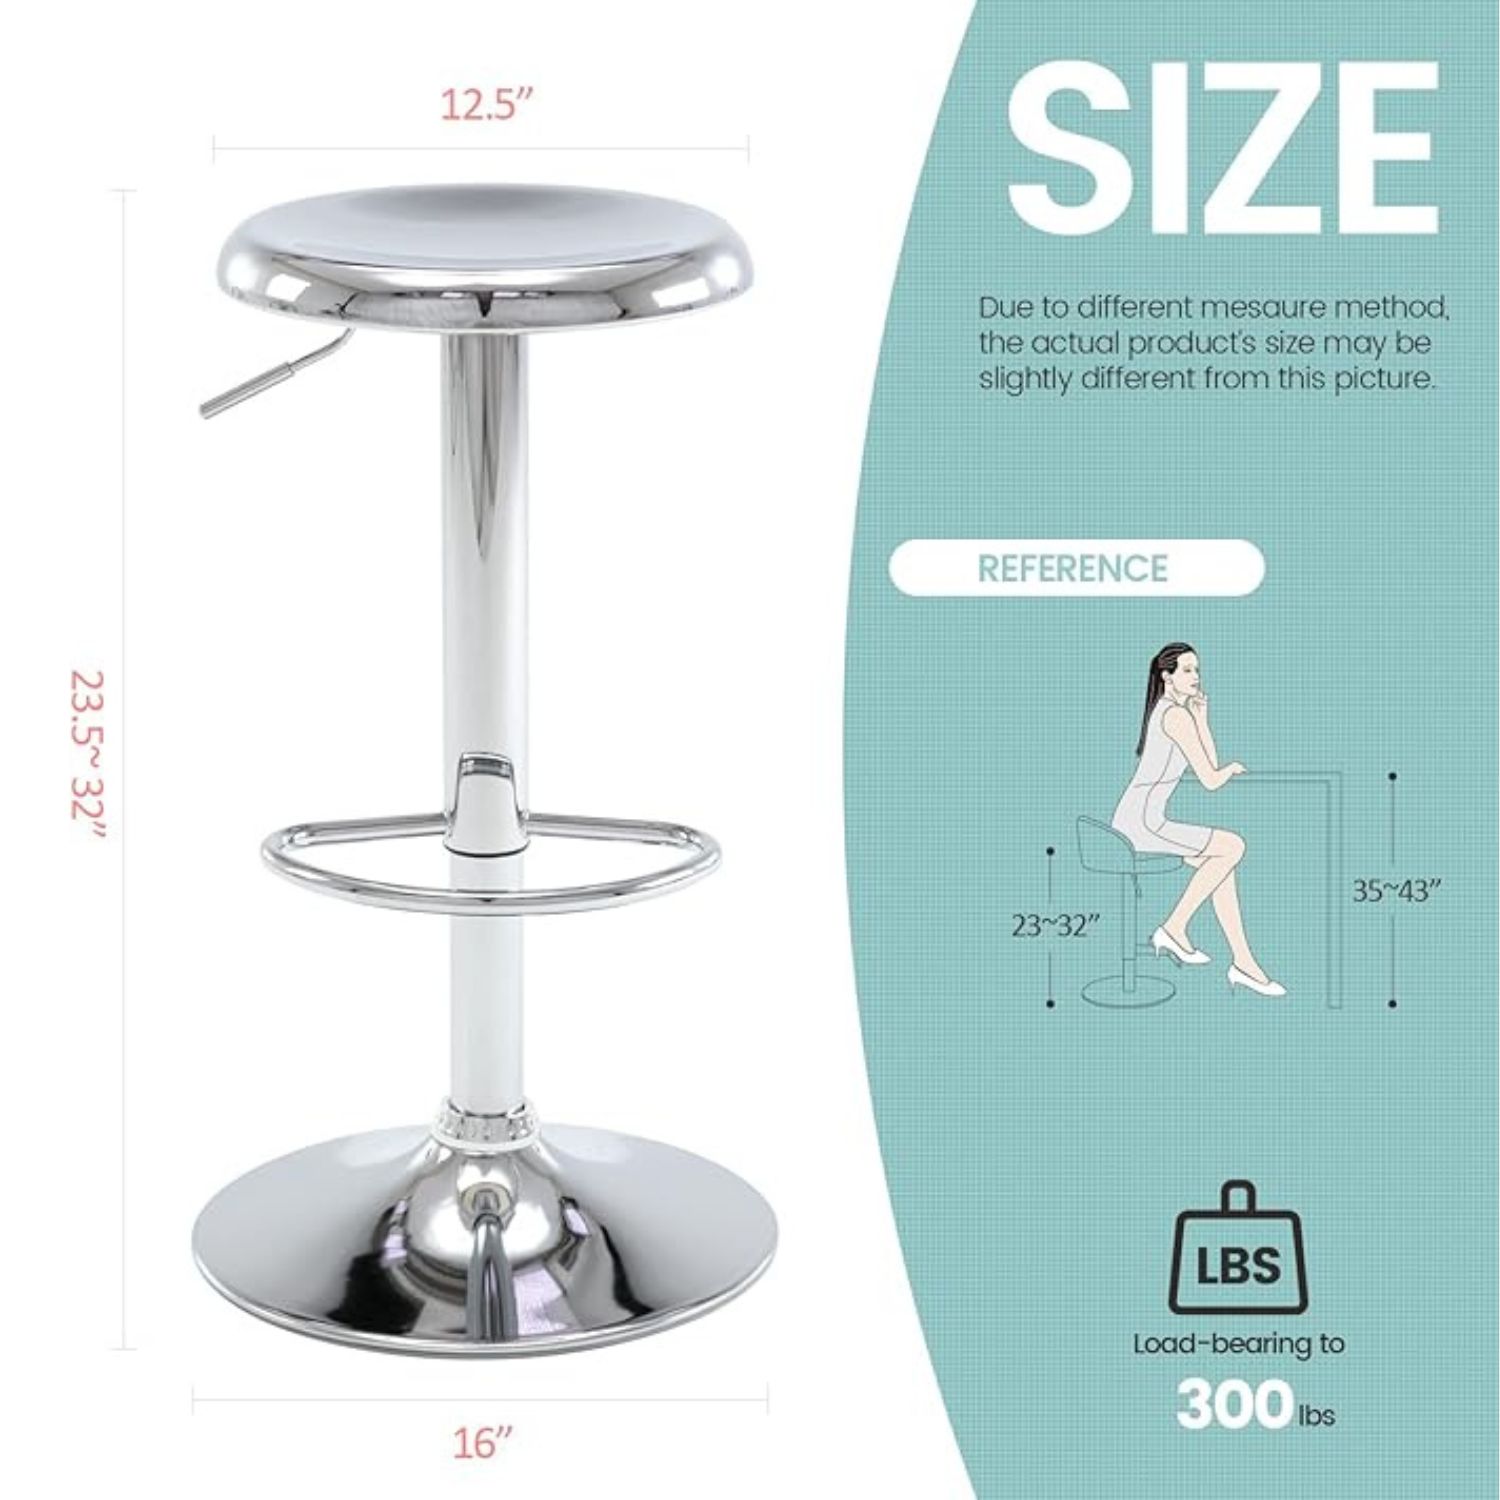 12.5”
23.5~ 32”
16”
SIZE
Due to different mesaure method,
the actual product's size may be
slightly different from this picture.
REFERENCE
23~32”
35~43”
LBS
Load-bearing to
300 lbs